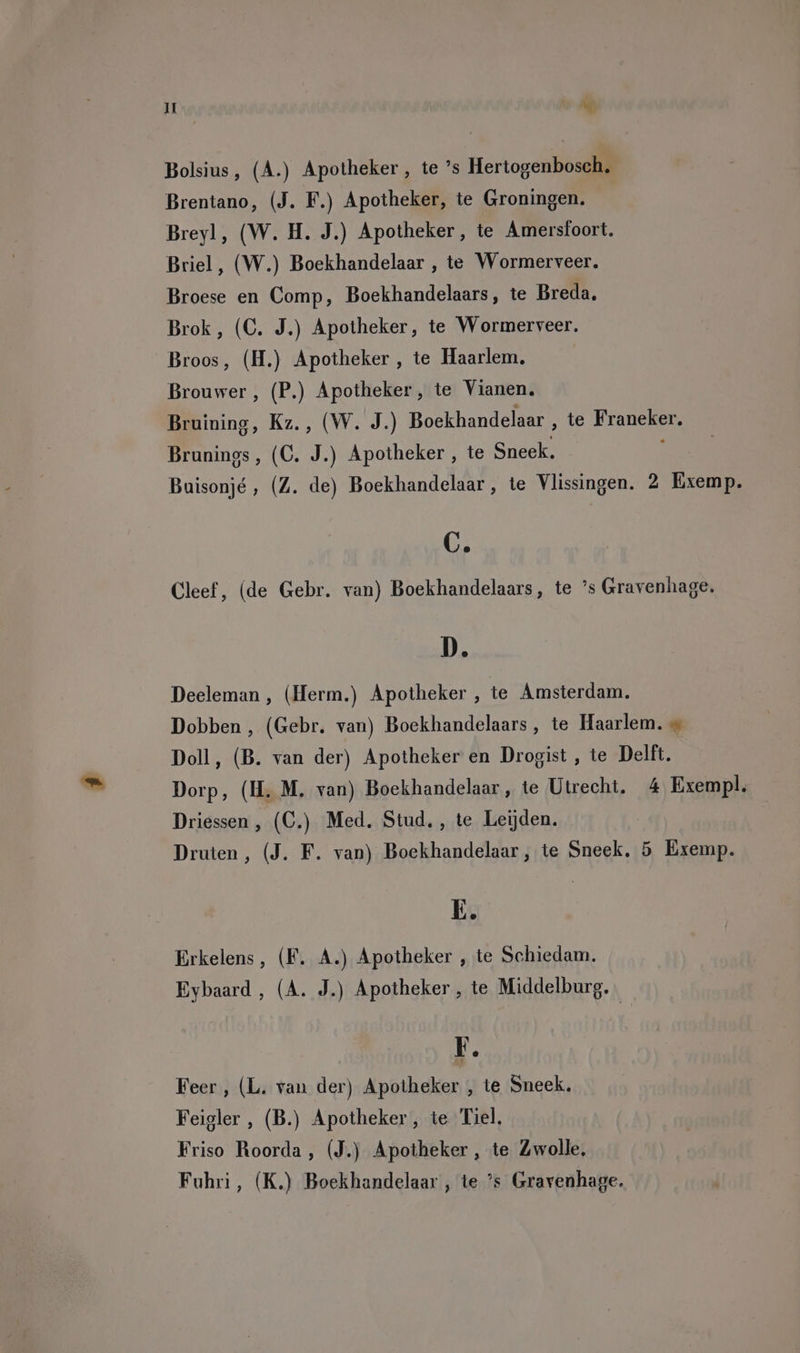 II
Bolsius, (A.) Apotheker, te 's Hertogenbosch.
Brentano, (J. F.) Apotheker, te Groningen.
Breyl, (W. H. J.) Apotheker, te Amersfoort.
Briel, (W.) Boekhandelaar, te Wormerveer.
Broese en Comp, Boekhandelaars, te Breda.
Brok, (C. J.) Apotheker, te Wormerveer.
Broos, (H.) Apotheker, te Haarlem.
Brouwer, (P.) Apotheker, te Vianen.
Bruining, Kz., (W. J.) Boekhandelaar, te Franeker.
Brunings, (C. J.) Apotheker, te Sneek.
Buisonjé, (Z. de) Boekhandelaar, te Vlissingen. 2 Exemp.
C.
Cleef, (de Gebr. van) Boekhandelaars, te 's Gravenhage.
D.
Deeleman, (Herm.) Apotheker, te Amsterdam.
Dobben, (Gebr. van) Boekhandelaars, te Haarlem.
Doll, (B. van der) Apotheker en Drogist, te Delft.
Dorp, (H. M. van) Boekhandelaar, te Utrecht. 4 Exempl.
Driessen, (C.) Med. Stud., te Leijden.
Druten, (J. F. van) Boekhandelaar, te Sneek. 5 Exemp.
E.
Erkelens, (F. A.) Apotheker, te Schiedam.
Eybaard, (A. J.) Apotheker, te Middelburg.
F.
Feer, (L. van der) Apotheker, te Sneek.
Feigler, (B.) Apotheker, te Tiel.
Friso Roorda, (J.) Apotheker, te Zwolle.
Fuhri, (K.) Boekhandelaar, te 's Gravenhage.